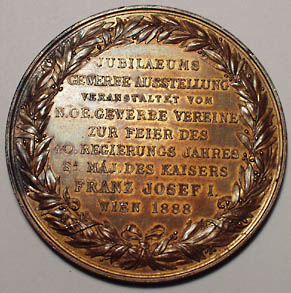 JUBILAEUMS
GEWERBE AUSSTELLUNG
VERANSTALTET VOM
N.OE.GEWERBE VEREINE
ZUR FEIER DES
40.REGIERUNGS JAHRES
SR MAJ.DES KAISERS
FRANZ JOSEF I.
WIEN 1888